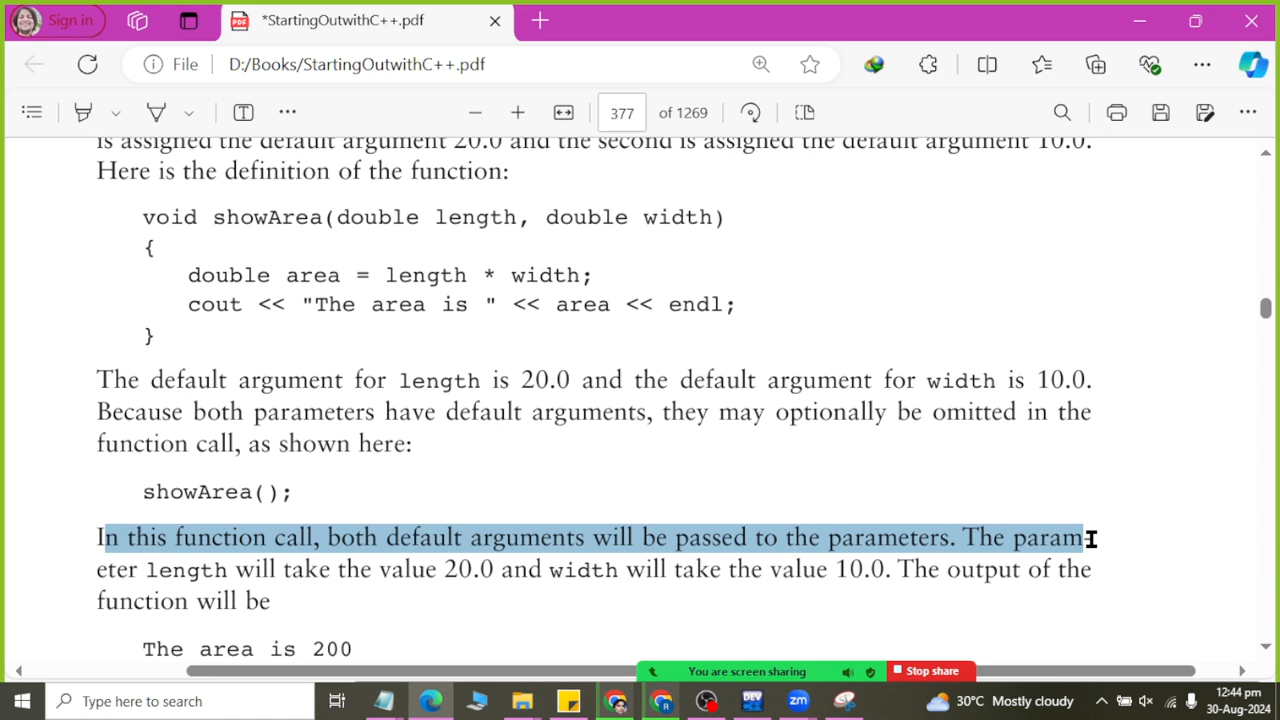 Sign in
*StartingOutwithC++.pdf
File
D:/Books/StartingOutwithC++.pdf
377 of 1269
is assigned the default argument 20.0 and the second is assigned the default argument 10.0.
Here is the definition of the function:
void showArea(double length, double width)
{
double area = length * width;
cout << "The area is " << area << endl;
}
The default argument for length is 20.0 and the default argument for width is 10.0.
Because both parameters have default arguments, they may optionally be omitted in the
function call, as shown here:
showArea();
In this function call, both default arguments will be passed to the parameters. The param-
eter length will take the value 20.0 and width will take the value 10.0. The output of the
function will be
The area is 200
You are screen sharing
Stop share
Type here to search
DEV
zm
30°C Mostly cloudy
12:44 pm
30-Aug-2024